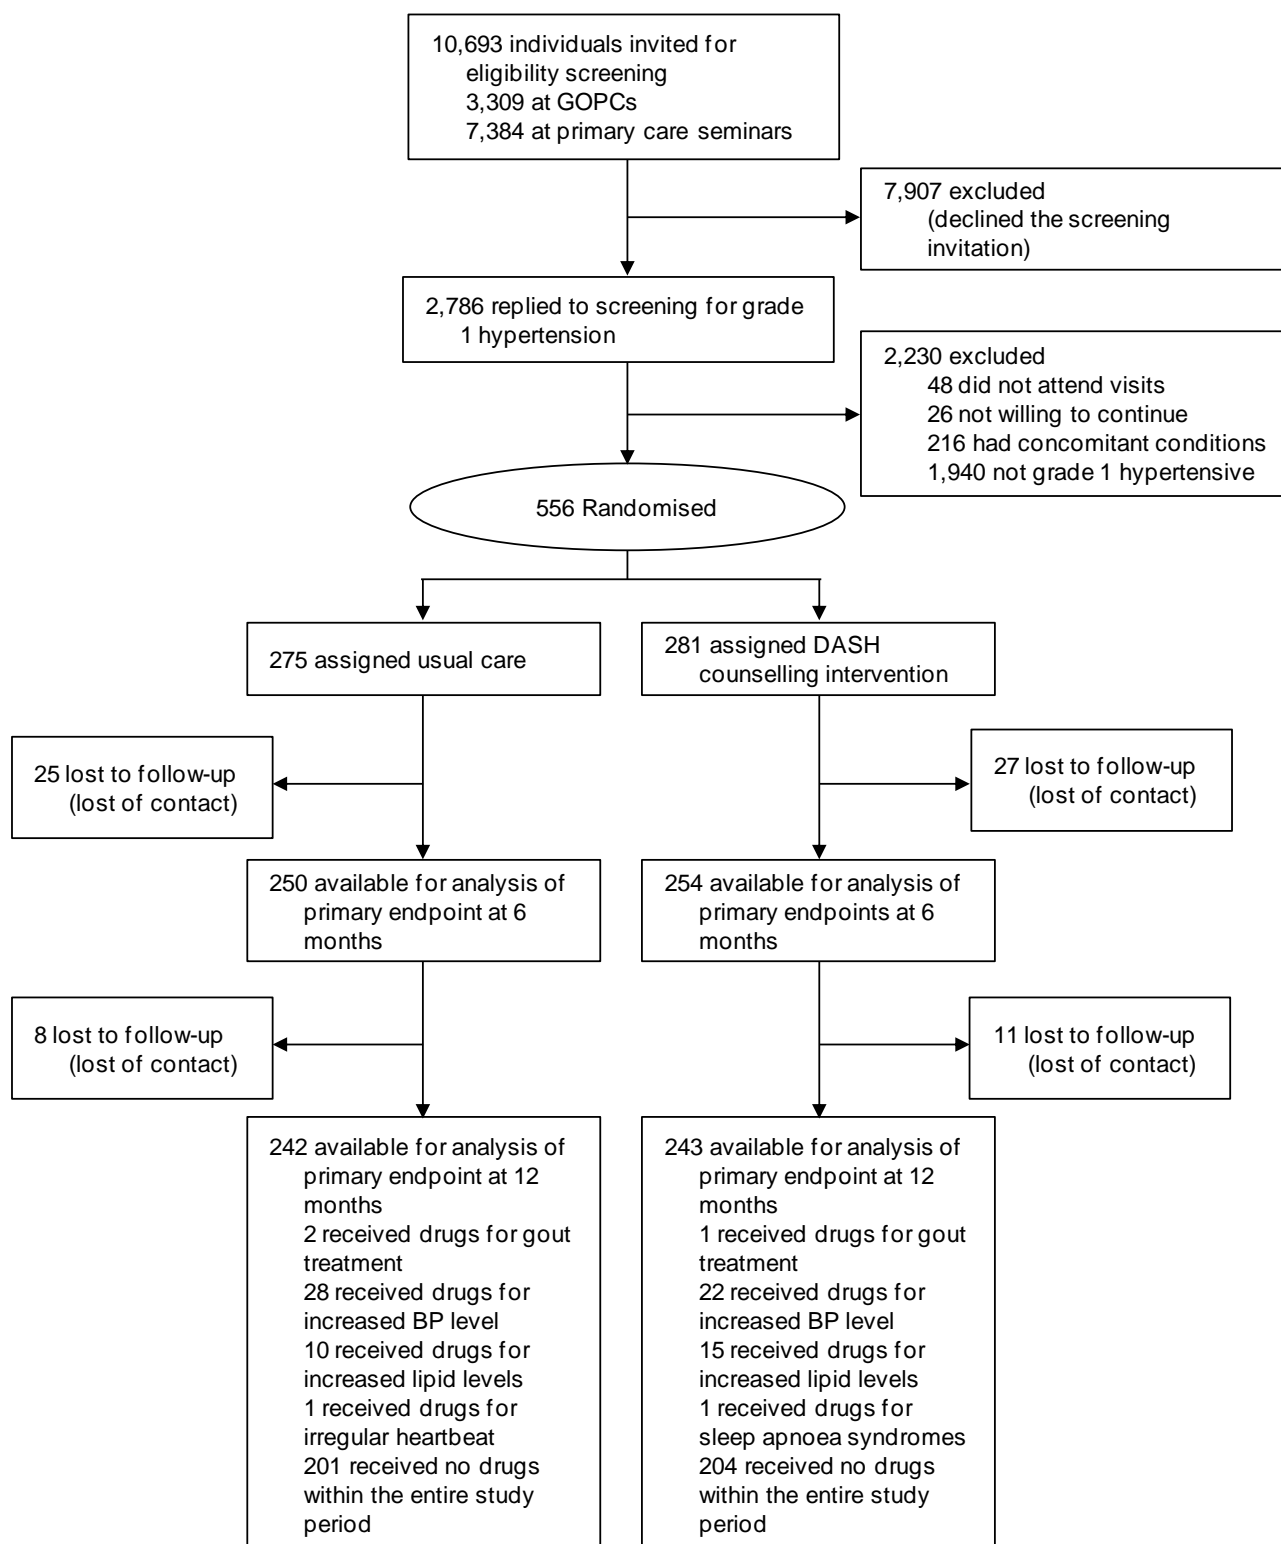 10,693 individuals invited for
eligibility screening
3,309 at GOPCs
7,384 at primary care seminars
7,907 excluded
(declined the screening
invitation)
2,786 replied to screening for grade
1 hypertension
2,230 excluded
48 did not attend visits
26 not willing to continue
216 had concomitant conditions
1,940 not grade 1 hypertensive
556 Randomised
275 assigned usual care
281 assigned DASH
counselling intervention
25 lost to follow-up
(lost of contact)
27 lost to follow-up
(lost of contact)
250 available for analysis of
primary endpoint at 6
months
254 available for analysis of
primary endpoints at 6
months
8 lost to follow-up
(lost of contact)
11 lost to follow-up
(lost of contact)
242 available for analysis of
primary endpoint at 12
months
2 received drugs for gout
treatment
28 received drugs for
increased BP level
10 received drugs for
increased lipid levels
1 received drugs for
irregular heartbeat
201 received no drugs
within the entire study
period
243 available for analysis of
primary endpoint at 12
months
1 received drugs for gout
treatment
22 received drugs for
increased BP level
15 received drugs for
increased lipid levels
1 received drugs for
sleep apnoea syndromes
204 received no drugs
within the entire study
period